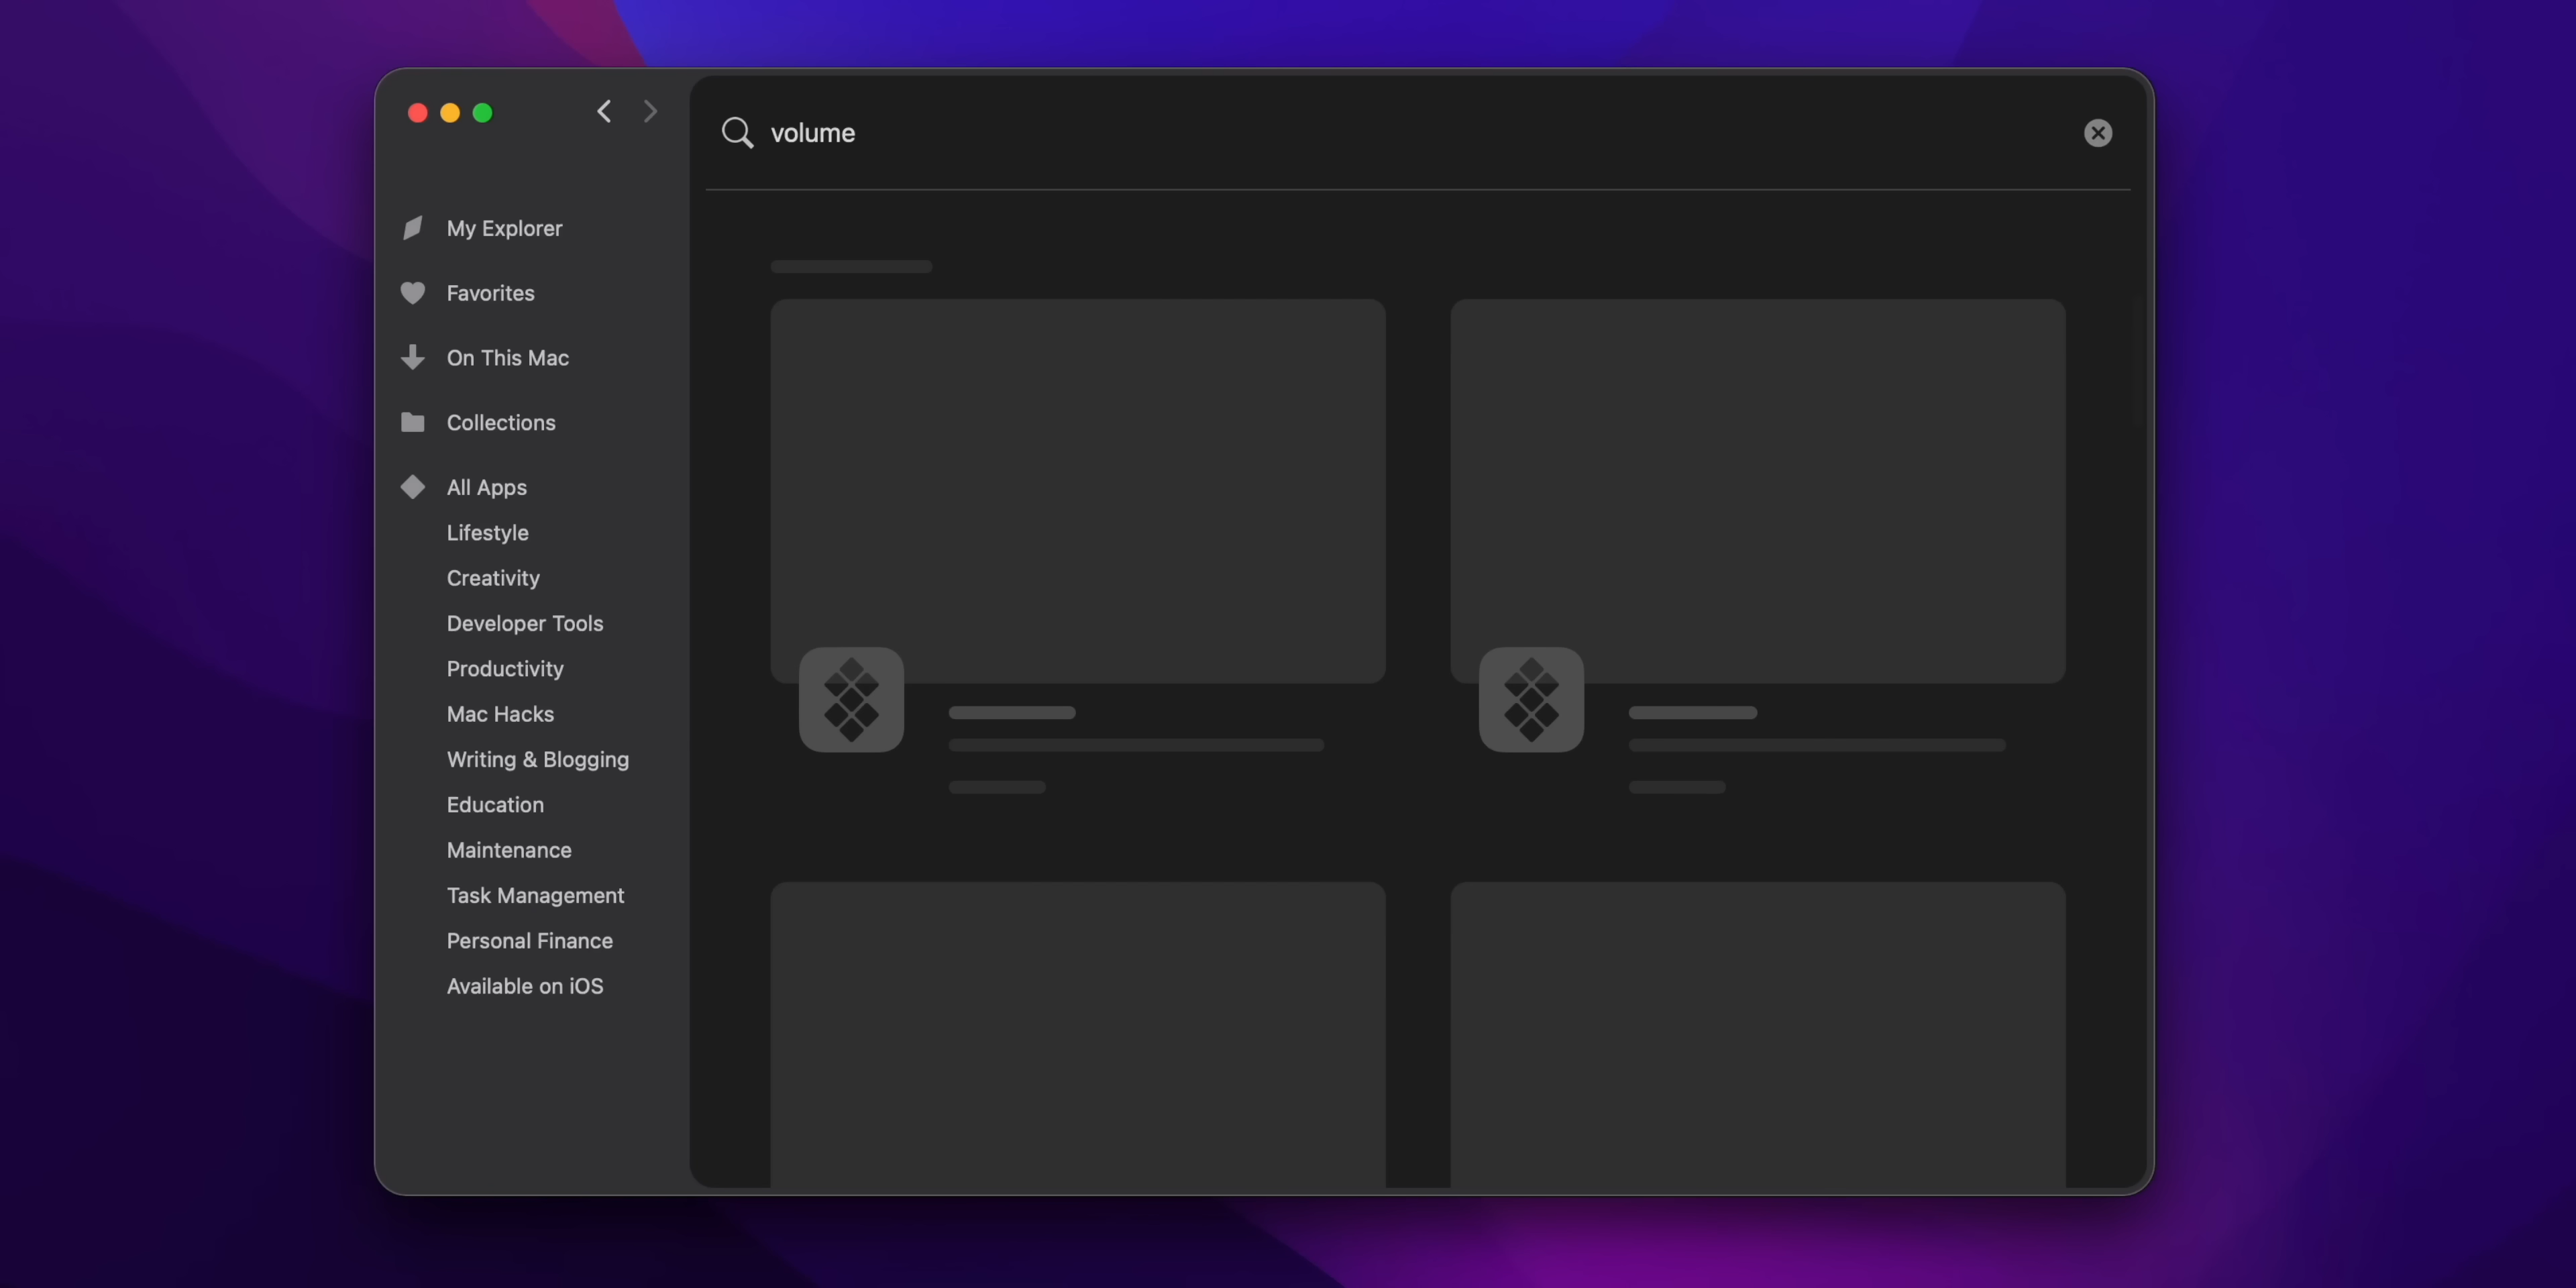 volume
My Explorer
Favorites
On This Mac
Collections
All Apps
Lifestyle
Creativity
Developer Tools
Productivity
Mac Hacks
Writing & Blogging
Education
Maintenance
Task Management
Personal Finance
Available on iOS